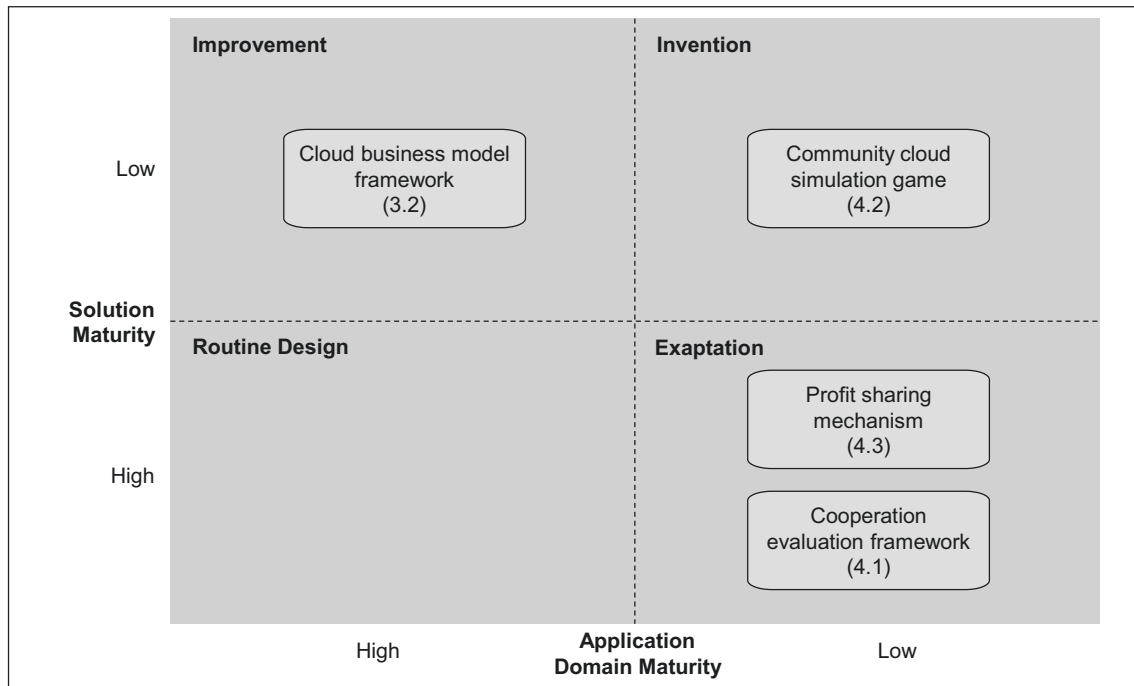 Improvement
Invention
Cloud business model
framework
(3.2)
Community cloud
simulation game
(4.2)
Low
Solution
Maturity
Routine Design
Exaptation
Profit sharing
mechanism
(4.3)
High
Cooperation
evaluation framework
(4.1)
High
Application
Domain Maturity
Low